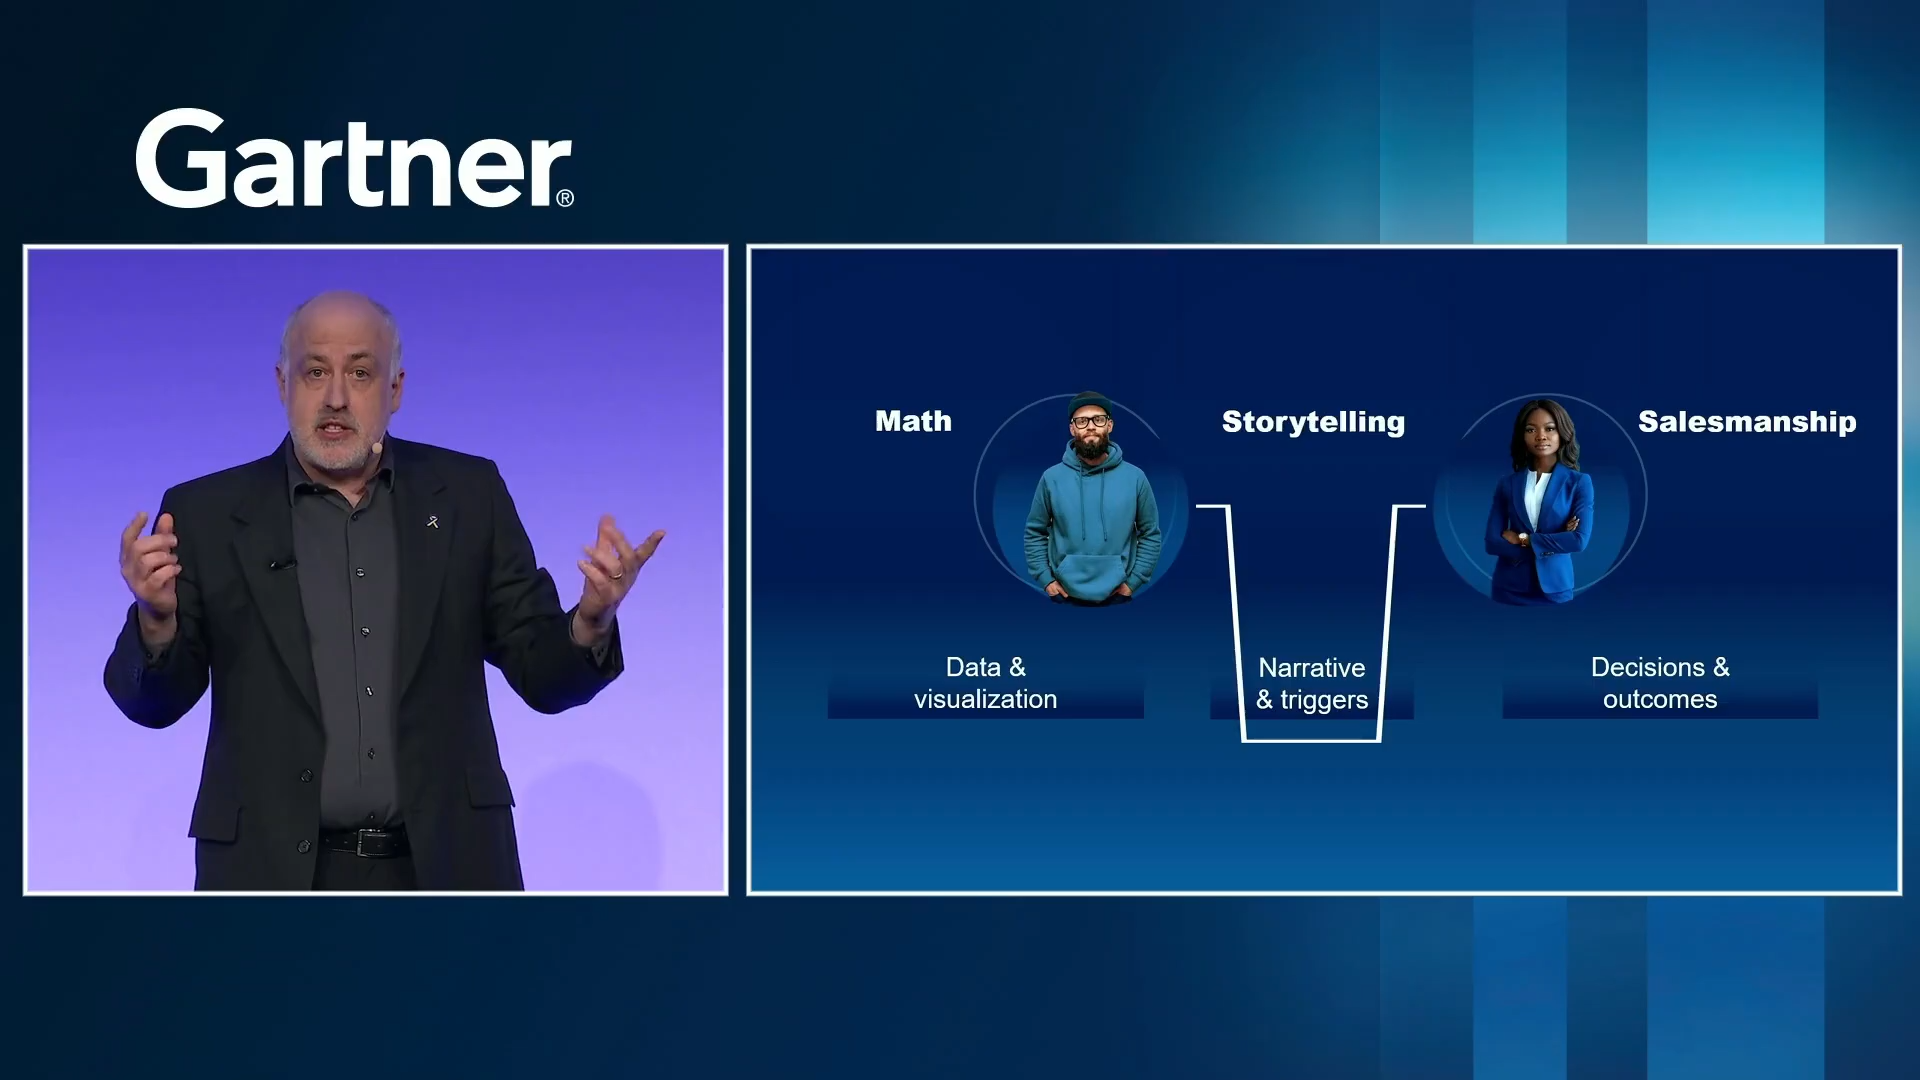 Gartner®
Math
Storytelling
Salesmanship
Data &
visualization
Narrative
& triggers
Decisions &
outcomes